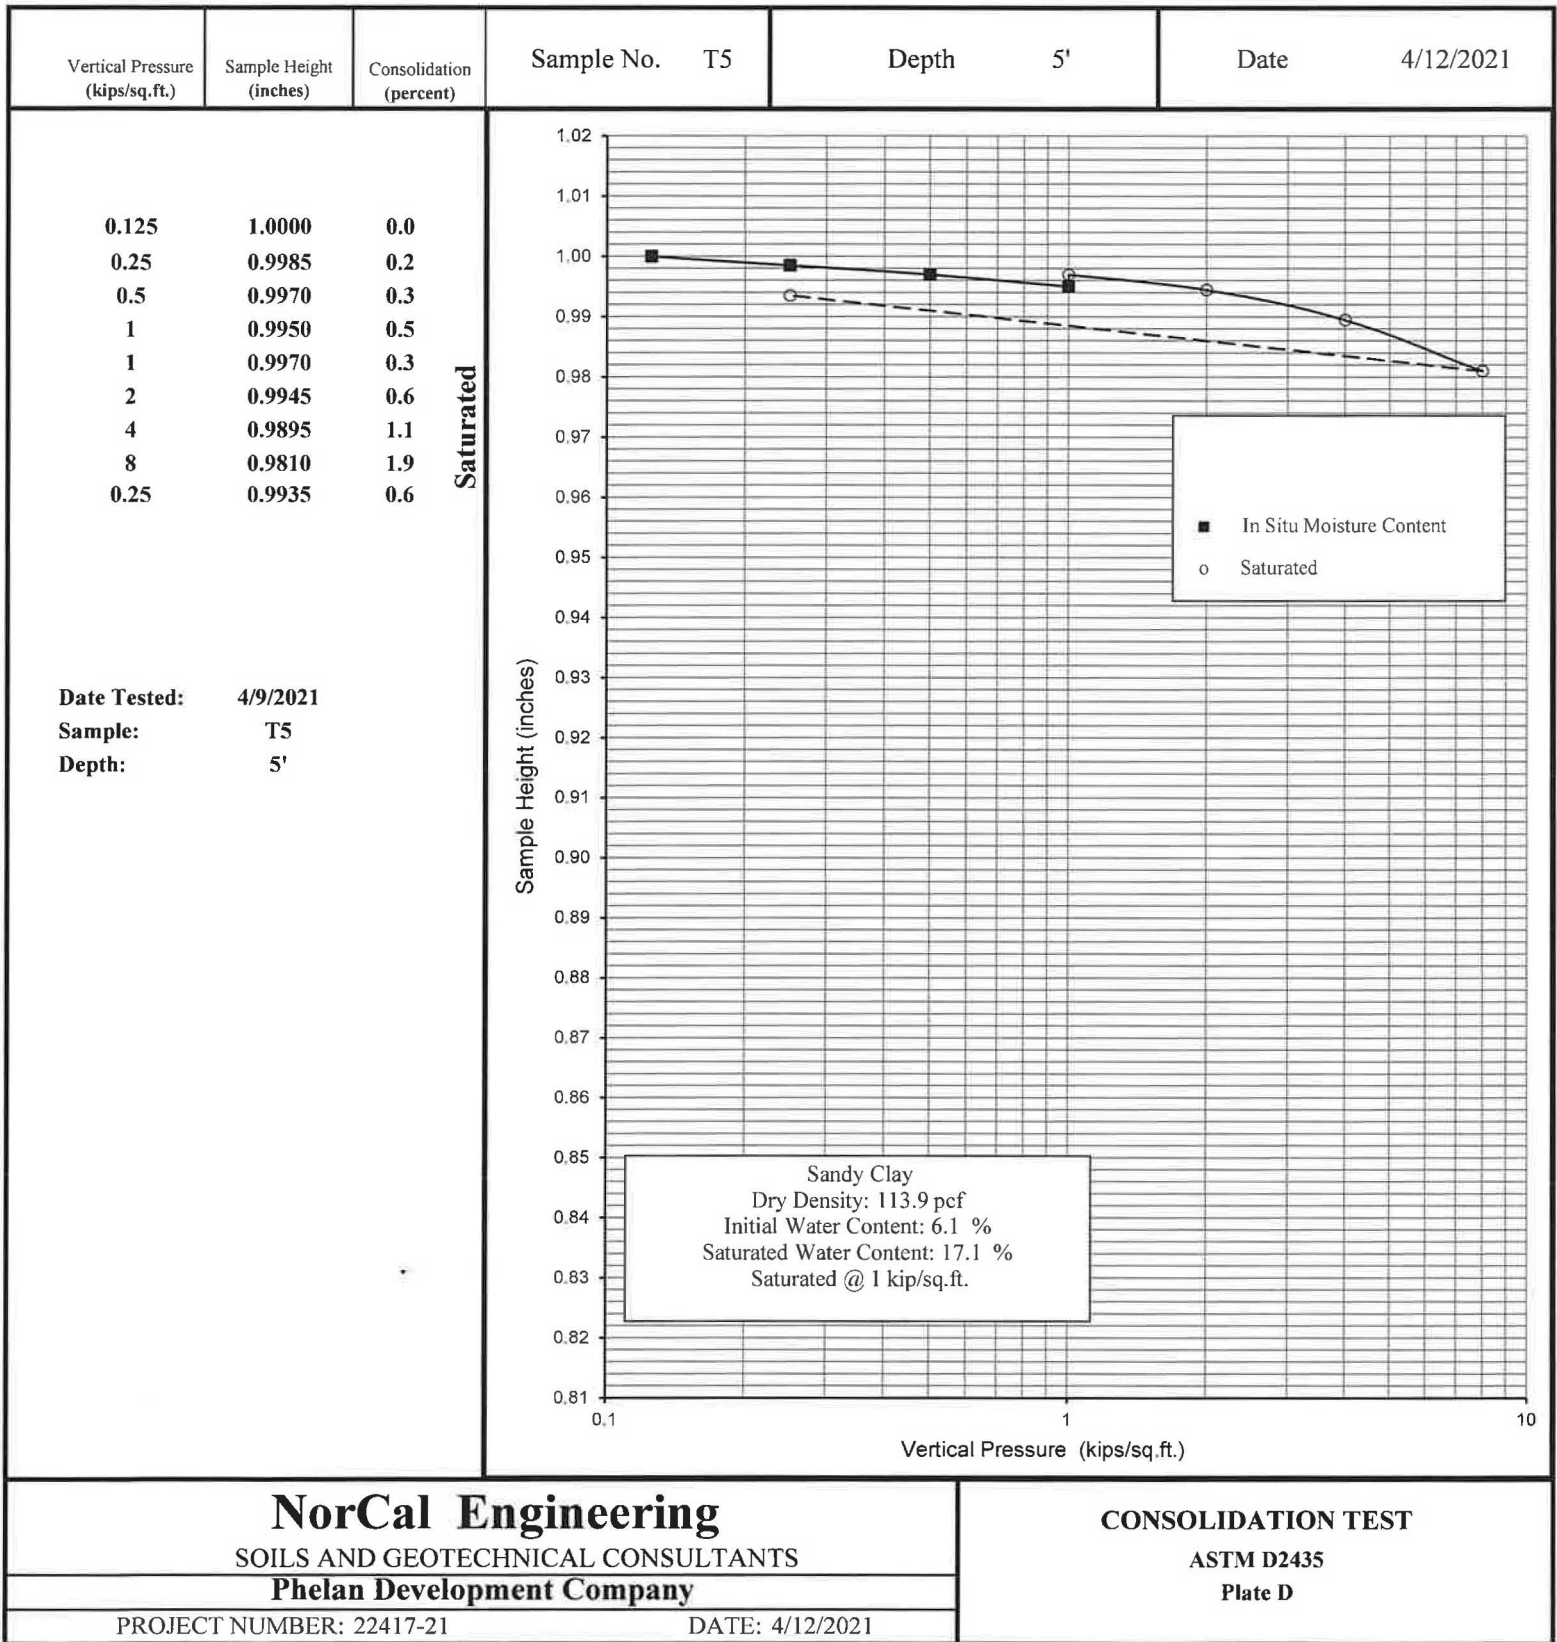 Vertical Pressure
(kips/sq.ft.)
Sample Height
(inches)
Consolidation
(percent)
Sample No. T5
Depth 5'
Date 4/12/2021
0.125 1.0000 0.0
0.25 0.9985 0.2
0.5 0.9970 0.3
1 0.9950 0.5
1 0.9970 0.3
2 0.9945 0.6
4 0.9895 1.1
8 0.9810 1.9
0.25 0.9935 0.6
Saturated
Date Tested: 4/9/2021
Sample: T5
Depth: 5'
Sample Height (inches)
1.02
1.01
1.00
0.99
0.98
0.97
0.96
0.95
0.94
0.93
0.92
0.91
0.90
0.89
0.88
0.87
0.86
0.85
0.84
0.83
0.82
0.81
In Situ Moisture Content
Saturated
Sandy Clay
Dry Density: 113.9 pcf
Initial Water Content: 6.1 %
Saturated Water Content: 17.1 %
Saturated @ 1 kip/sq.ft.
0.1 1 10
Vertical Pressure (kips/sq.ft.)
NorCal Engineering
SOILS AND GEOTECHNICAL CONSULTANTS
Phelan Development Company
PROJECT NUMBER: 22417-21 DATE: 4/12/2021
CONSOLIDATION TEST
ASTM D2435
Plate D